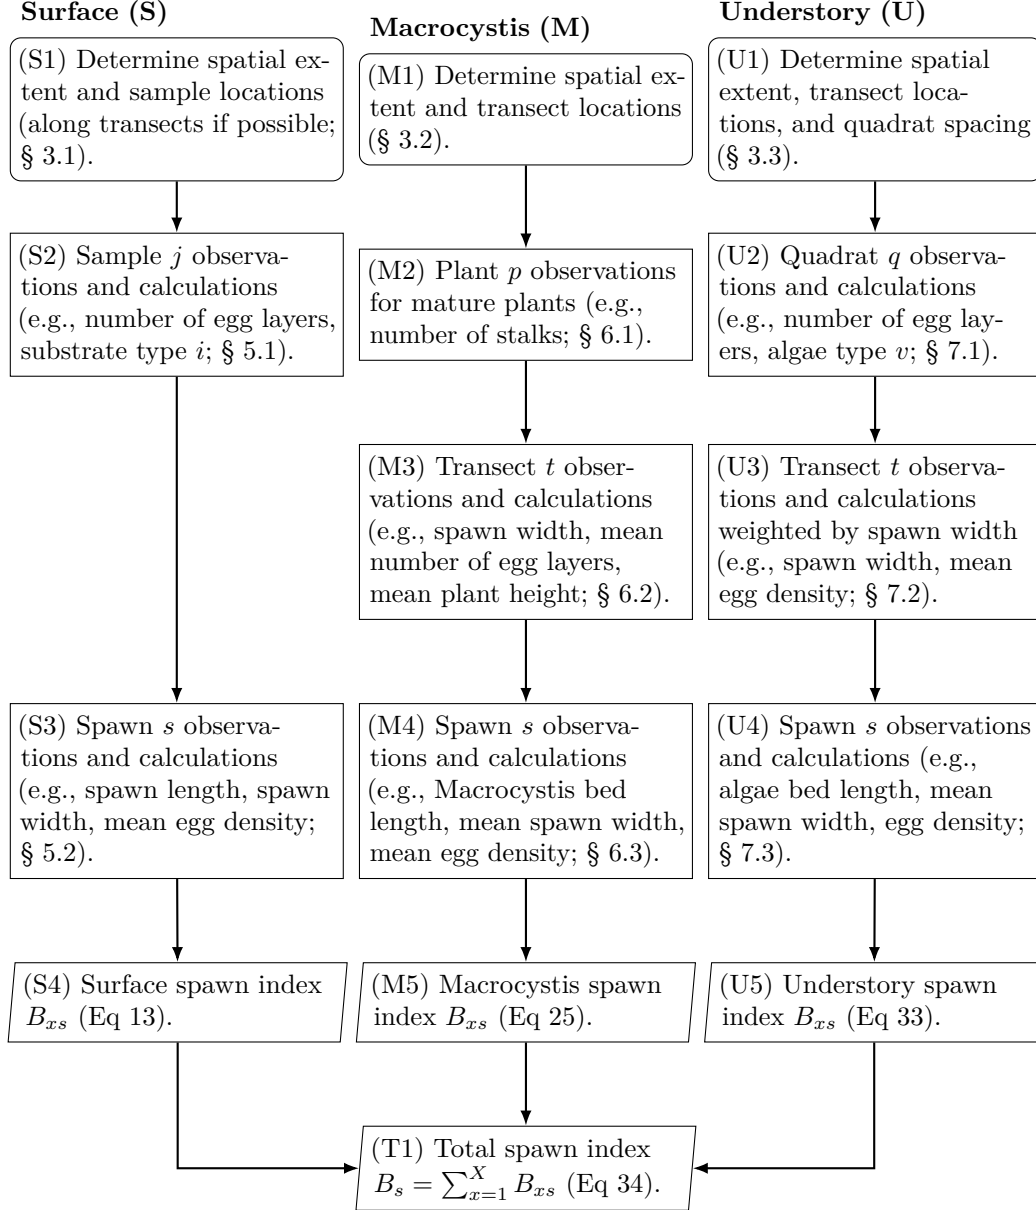 Surface (S)
(S1) Determine spatial ex-
tent and sample locations
(along transects if possible;
§ 3.1).
(S2) Sample j observa-
tions and calculations
(e.g., number of egg layers,
substrate type i; § 5.1).
(S3) Spawn s observa-
tions and calculations
(e.g., spawn length, spawn
width, mean egg density;
§ 5.2).
(S4) Surface spawn index
B_{xs} (Eq 13).
Macrocystis (M)
(M1) Determine spatial ex-
tent and transect locations
(§ 3.2).
(M2) Plant p observations
for mature plants (e.g.,
number of stalks; § 6.1).
(M3) Transect t obser-
vations and calculations
(e.g., spawn width, mean
number of egg layers,
mean plant height; § 6.2).
(M4) Spawn s observa-
tions and calculations
(e.g., Macrocystis bed
length, mean spawn width,
mean egg density; § 6.3).
(M5) Macrocystis spawn
index B_{xs} (Eq 25).
Understory (U)
(U1) Determine spatial
extent, transect loca-
tions, and quadrat spacing
(§ 3.3).
(U2) Quadrat q observa-
tions and calculations
(e.g., number of egg lay-
ers, algae type v; § 7.1).
(U3) Transect t observa-
tions and calculations
weighted by spawn width
(e.g., spawn width, mean
egg density; § 7.2).
(U4) Spawn s observations
and calculations (e.g.,
algae bed length, mean
spawn width, egg density;
§ 7.3).
(U5) Understory spawn
index B_{xs} (Eq 33).
(T1) Total spawn index
B_s = ∑_{x=1}^{X} B_{xs} (Eq 34).